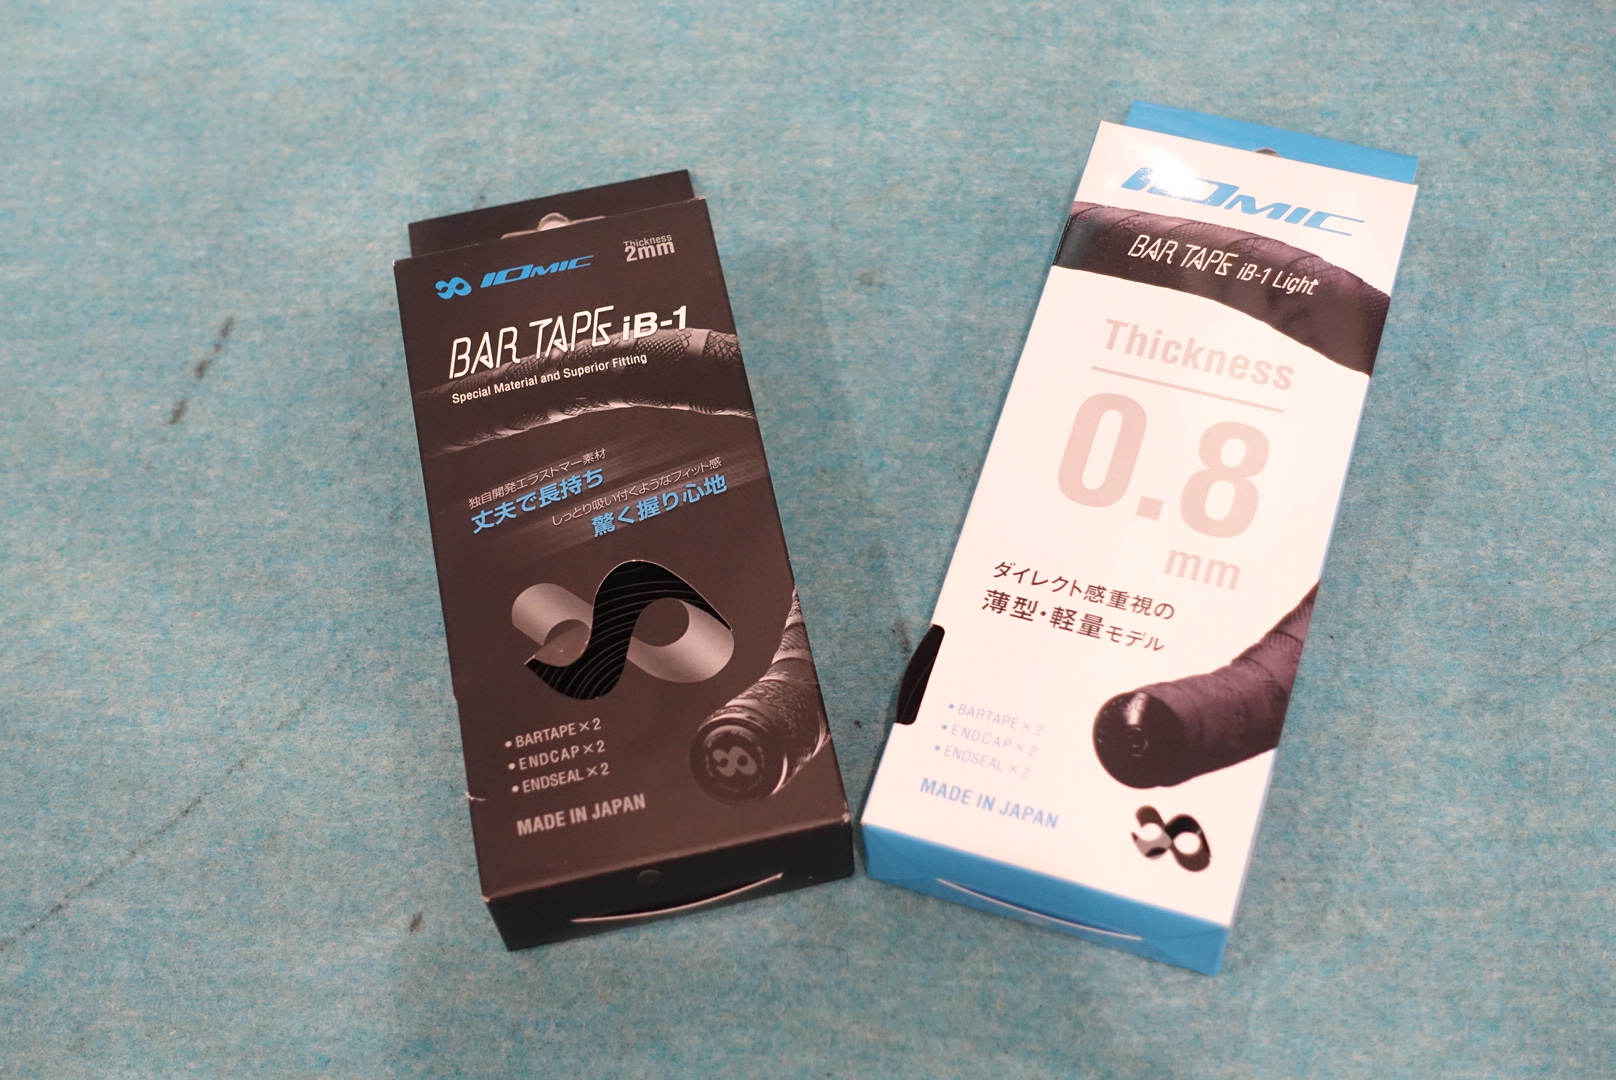 IOMIC
Thickness
2mm
BAR TAPE iB-1
Special Material and Superior Fitting
独自開発エラストマー素材
丈夫で長持ち
しっとり吸い付くようなフィット感
驚く握り心地
• BARTAPE×2
• ENDCAP×2
• ENDSEAL×2
MADE IN JAPAN
IOMIC
BAR TAPE iB-1 Light
Thickness
0.8
mm
ダイレクト感重視の
薄型・軽量モデル
• BARTAPE×2
• ENDCAP×2
• ENDSEAL×2
MADE IN JAPAN